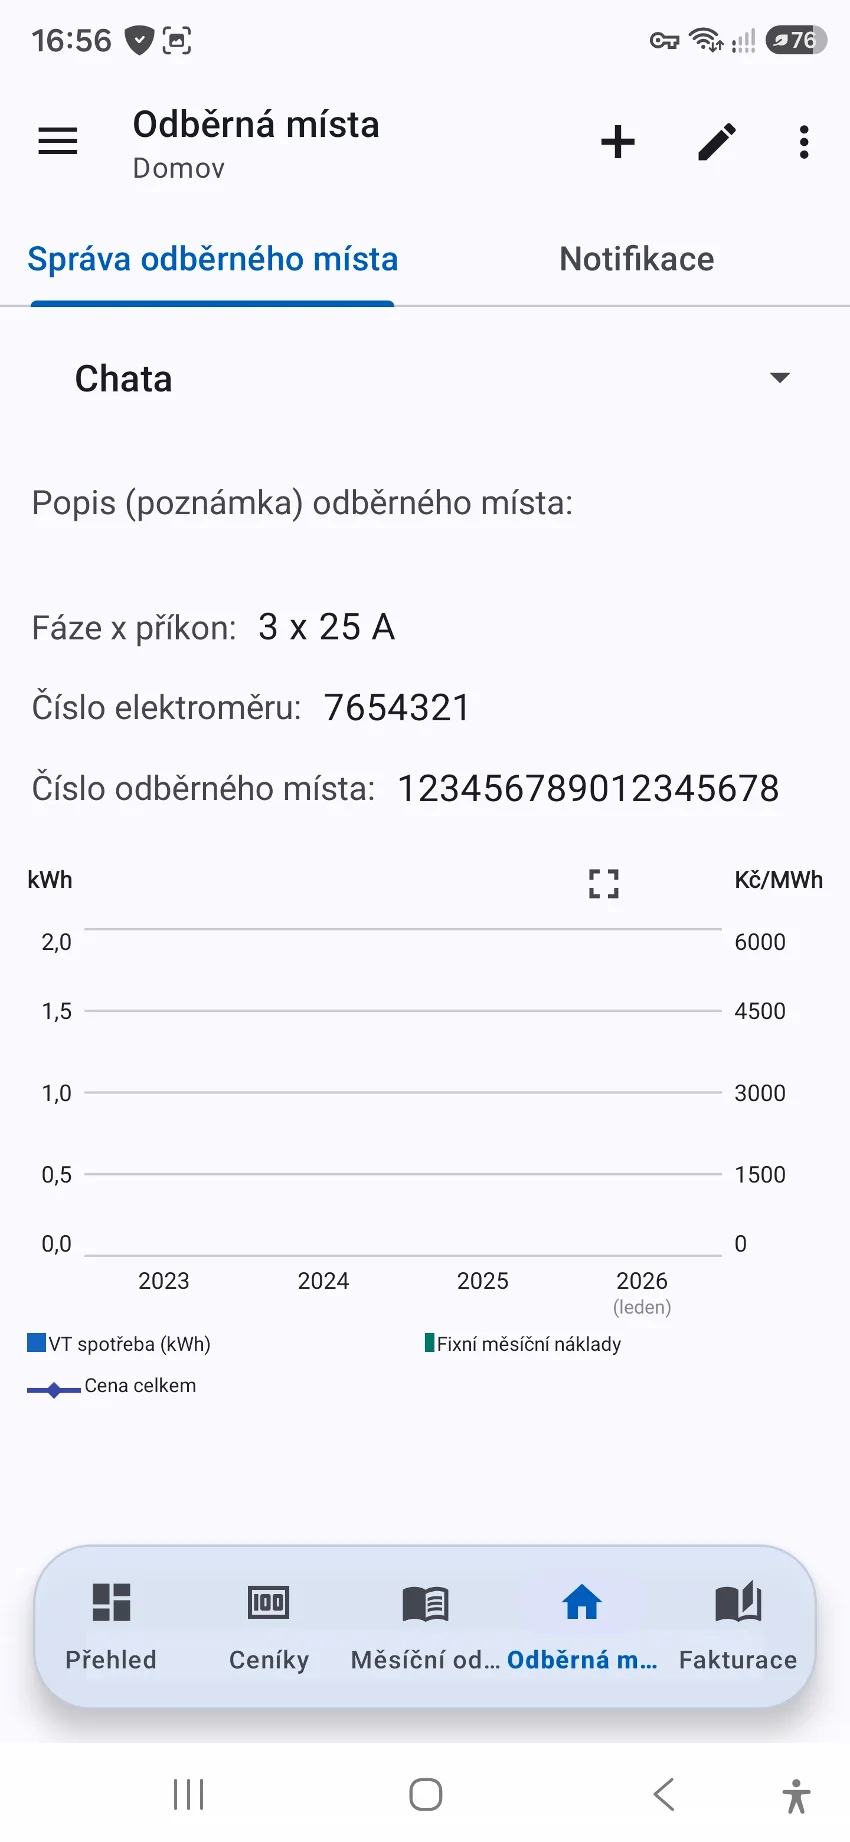 16:56
76
Odběrná místa
Domov
Správa odběrného místa
Notifikace
Chata
Popis (poznámka) odběrného místa:
Fáze x příkon: 3 x 25 A
Číslo elektroměru: 7654321
Číslo odběrného místa: 123456789012345678
kWh
Kč/MWh
2,0
6000
1,5
4500
1,0
3000
0,5
1500
0,0
0
2023
2024
2025
2026
(leden)
VT spotřeba (kWh)
Fixní měsíční náklady
Cena celkem
100
Přehled
Ceníky
Měsíční od...
Odběrná m...
Fakturace